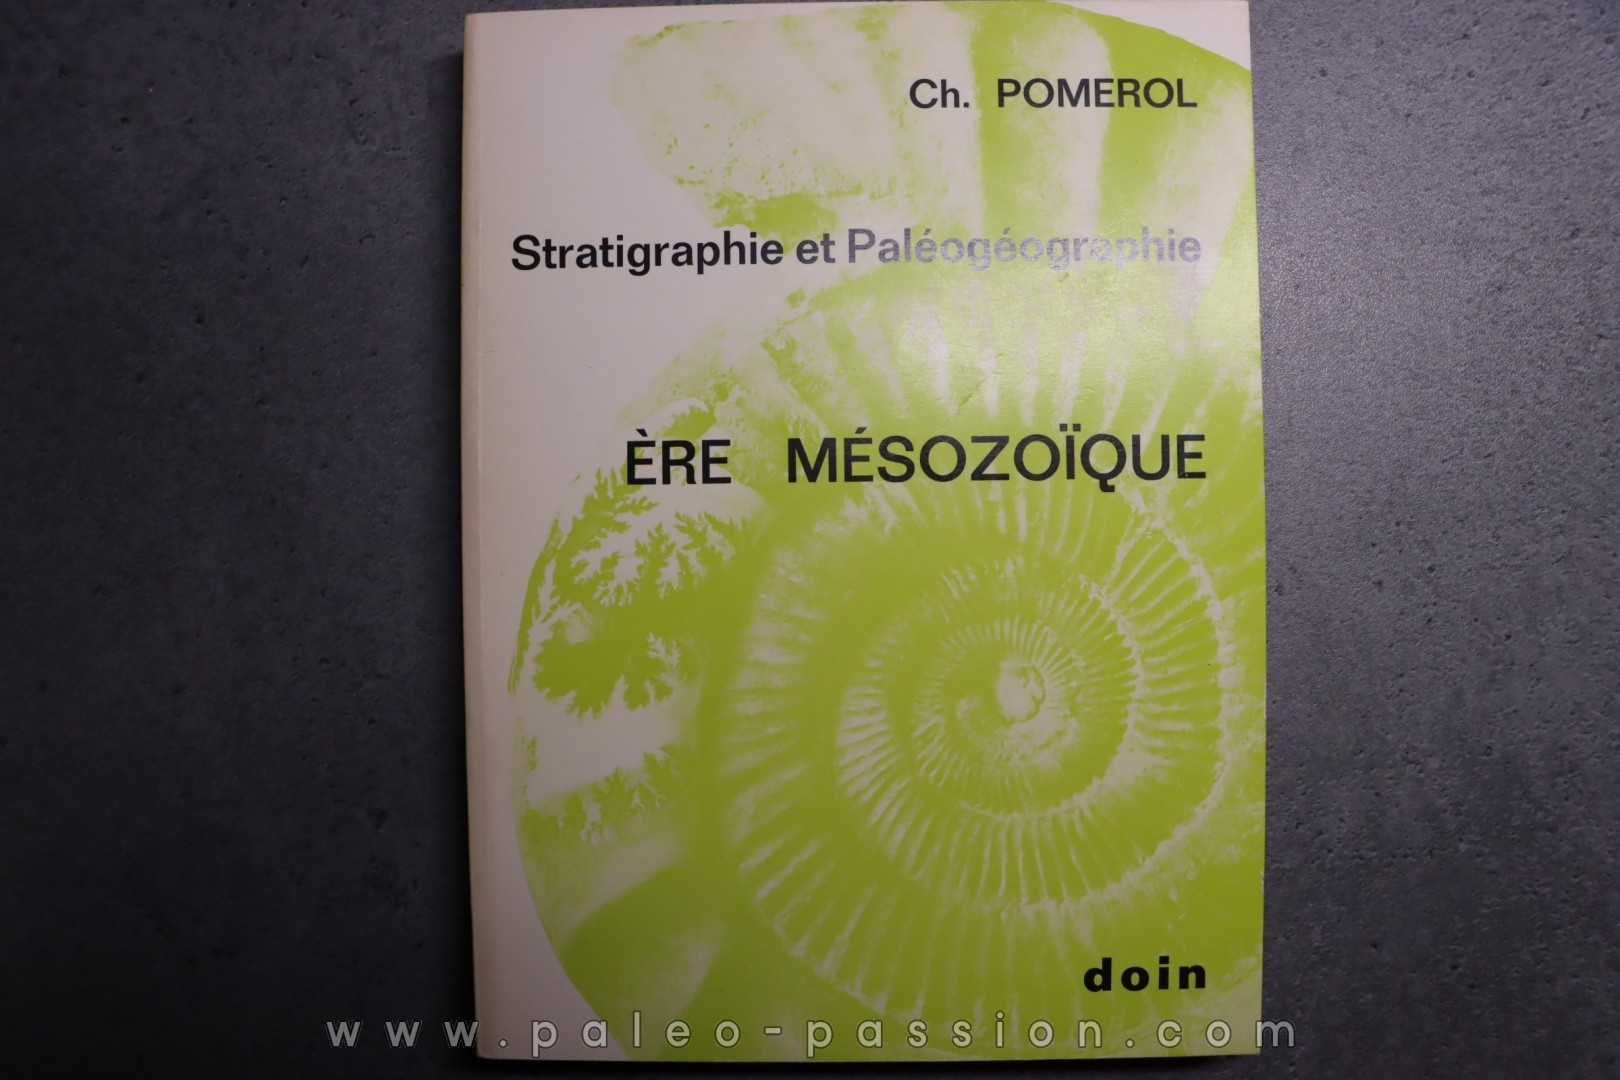 Ch. POMEROL
Stratigraphie et Paléogéographie
ÈRE MÉSOZOÏQUE
doin
www.paleo-passion.com